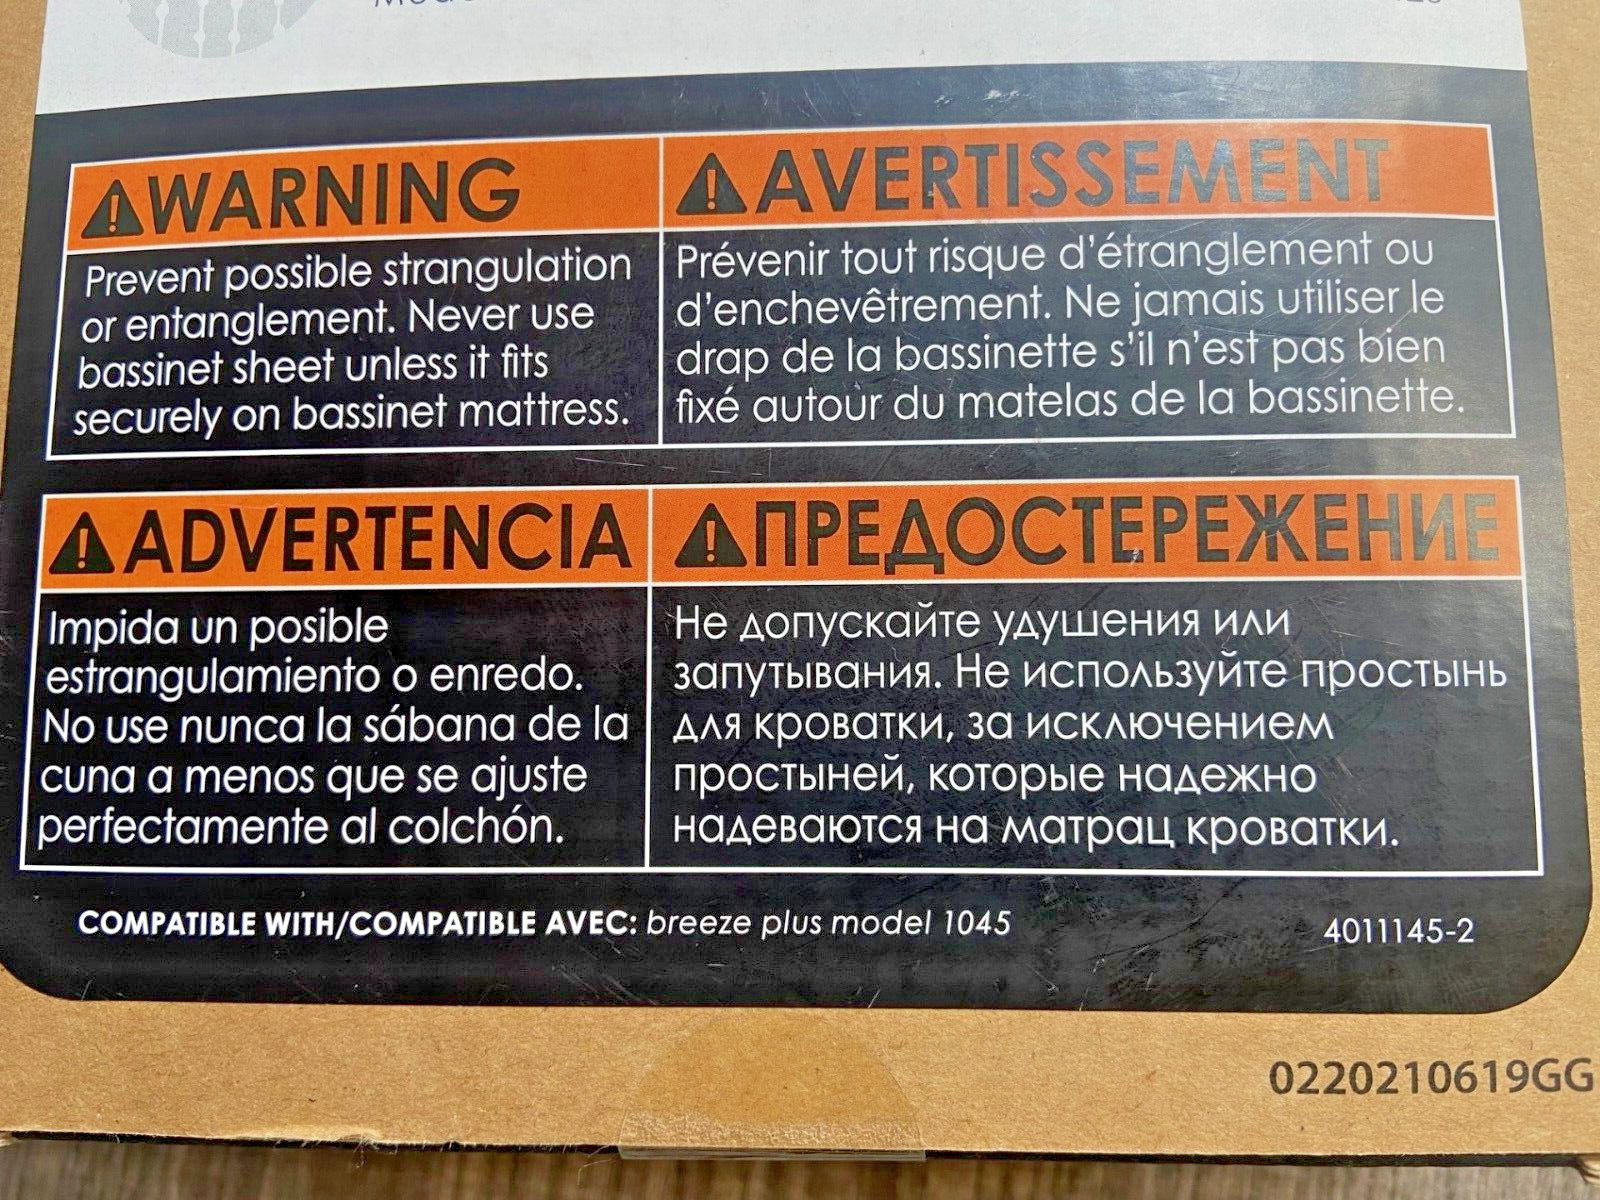 WARNING
Prevent possible strangulation
or entanglement. Never use
bassinet sheet unless it fits
securely on bassinet mattress.
AVERTISSEMENT
Prévenir tout risque d'étranglement ou
d'enchevêtrement. Ne jamais utiliser le
drap de la bassinette s'il n'est pas bien
fixé autour du matelas de la bassinette.
ADVERTENCIA
Impida un posible
estrangulamiento o enredo.
No use nunca la sábana de la
cuna a menos que se ajuste
perfectamente al colchón.
ПРЕДОСТЕРЕЖЕНИЕ
Не допускайте удушения или
запутывания. Не используйте простынь
для кроватки, за исключением
простыней, которые надежно
надеваются на матрац кроватки.
COMPATIBLE WITH/COMPATIBLE AVEC: breeze plus model 1045
4011145-2
0220210619GG